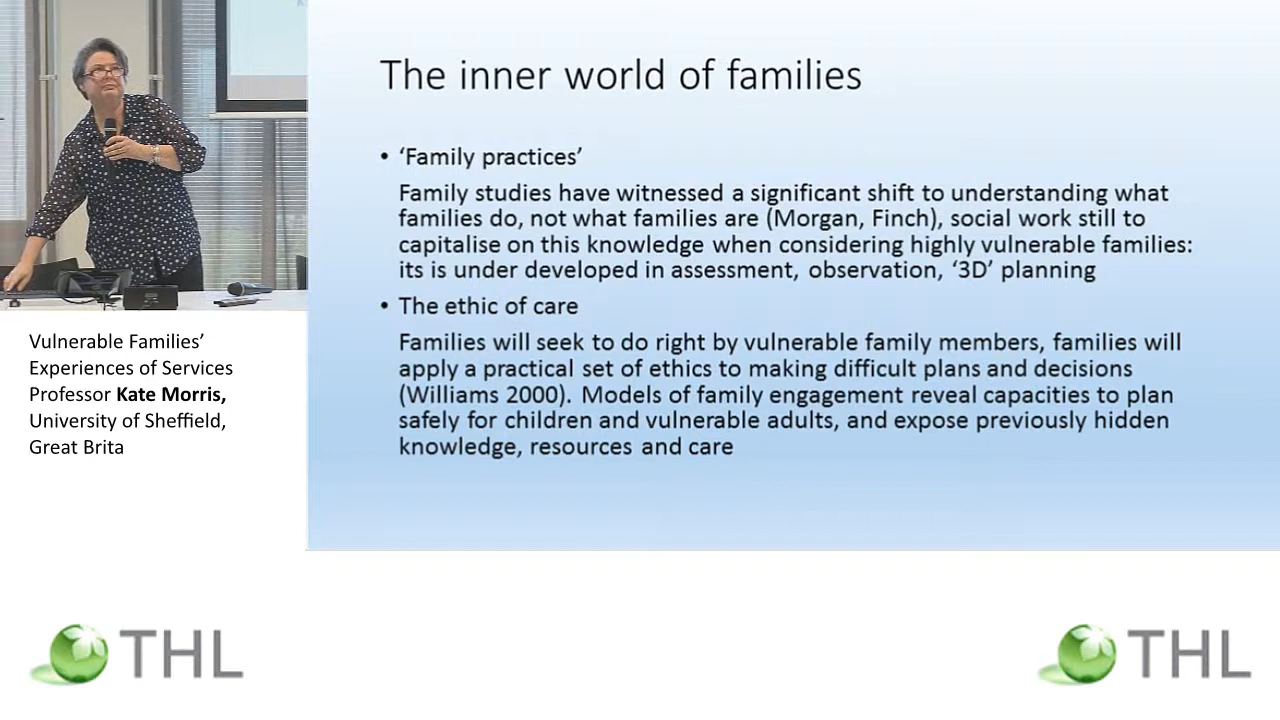 The inner world of families
• ‘Family practices’
Family studies have witnessed a significant shift to understanding what
families do, not what families are (Morgan, Finch), social work still to
capitalise on this knowledge when considering highly vulnerable families:
its is under developed in assessment, observation, ‘3D’ planning
• The ethic of care
Families will seek to do right by vulnerable family members, families will
apply a practical set of ethics to making difficult plans and decisions
(Williams 2000). Models of family engagement reveal capacities to plan
safely for children and vulnerable adults, and expose previously hidden
knowledge, resources and care
Vulnerable Families’
Experiences of Services
Professor Kate Morris,
University of Sheffield,
Great Brita
THL
THL